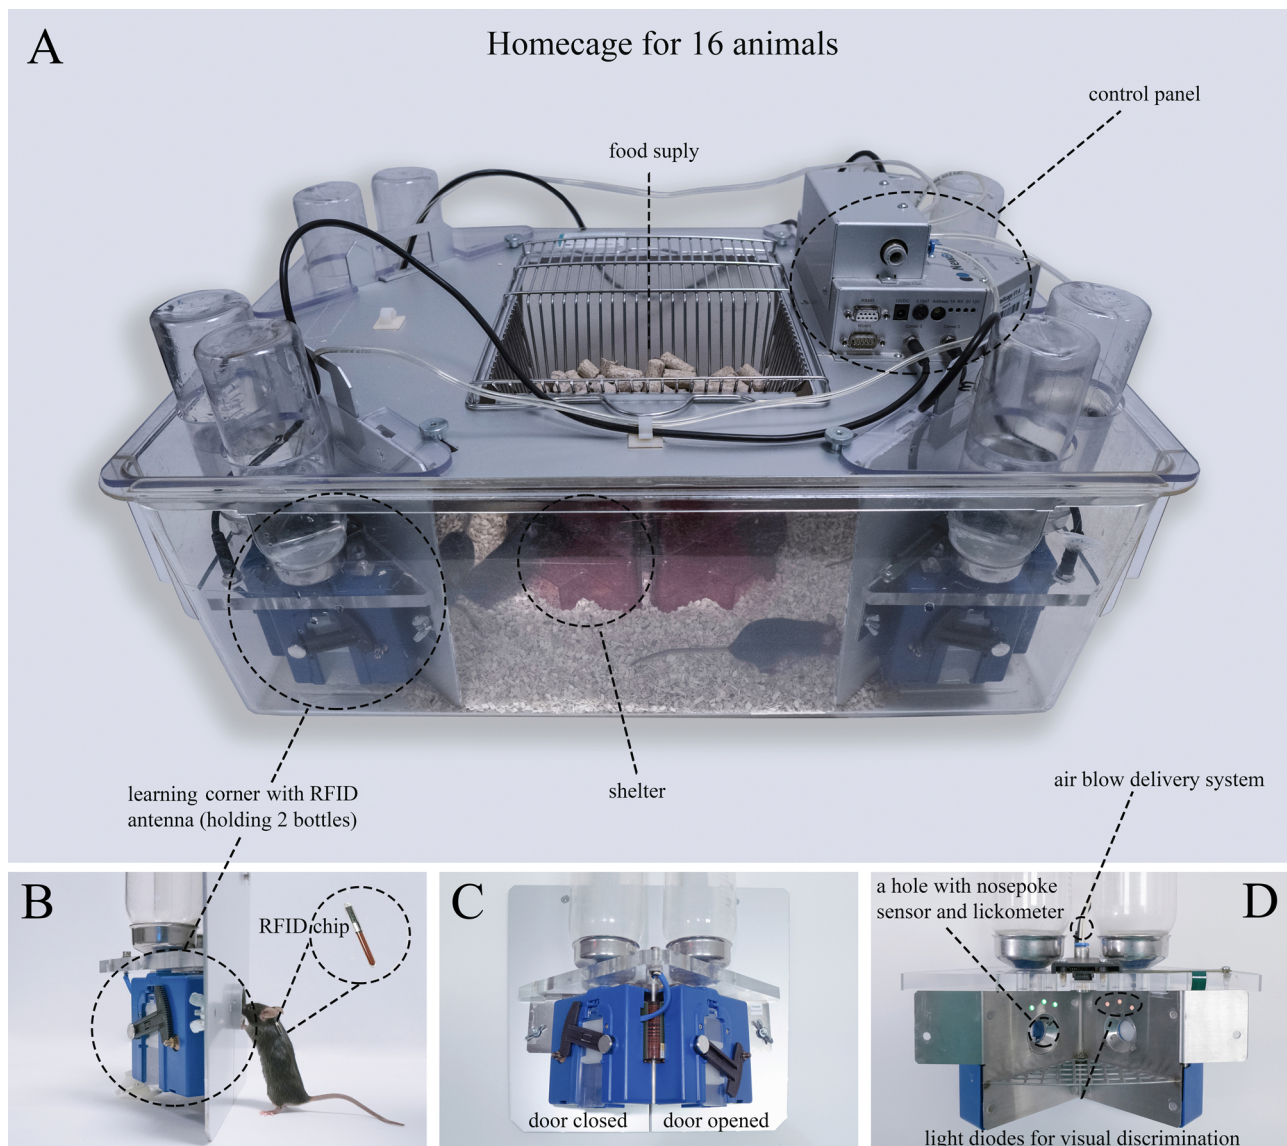 A
Homecage for 16 animals
control panel
food suply
learning corner with RFID
antenna (holding 2 bottles)
shelter
air blow delivery system
B
RFID chip
C
door closed
door opened
D
a hole with nosepoke
sensor and lickometer
light diodes for visual discrimination